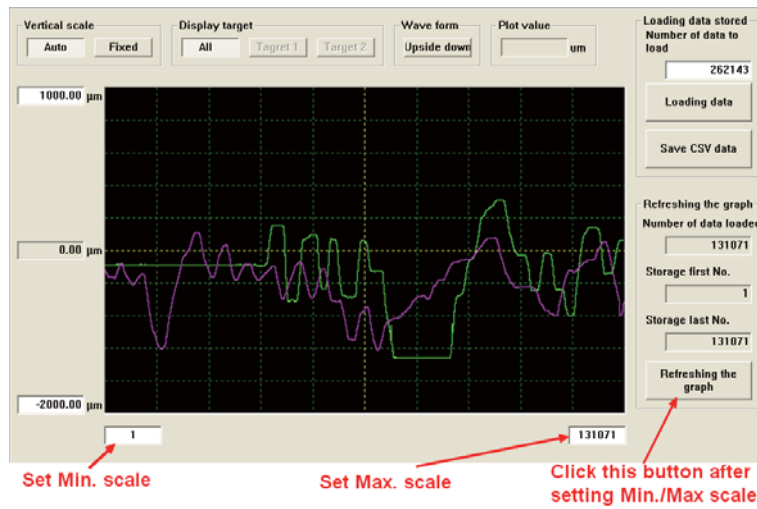 Vertical scale
Auto
Fixed
Display target
All
Tagret 1
Target 2
Wave form
Upside down
Plot value
um
Loading data stored
Number of data to
load
262143
Loading data
Save CSV data
1000.00 μm
0.00 μm
-2000.00 μm
Refreshing the graph
Number of data loaded
131071
Storage first No.
1
Storage last No.
131071
Refreshing the
graph
1
131071
Set Min. scale
Set Max. scale
Click this button after
setting Min./Max scale